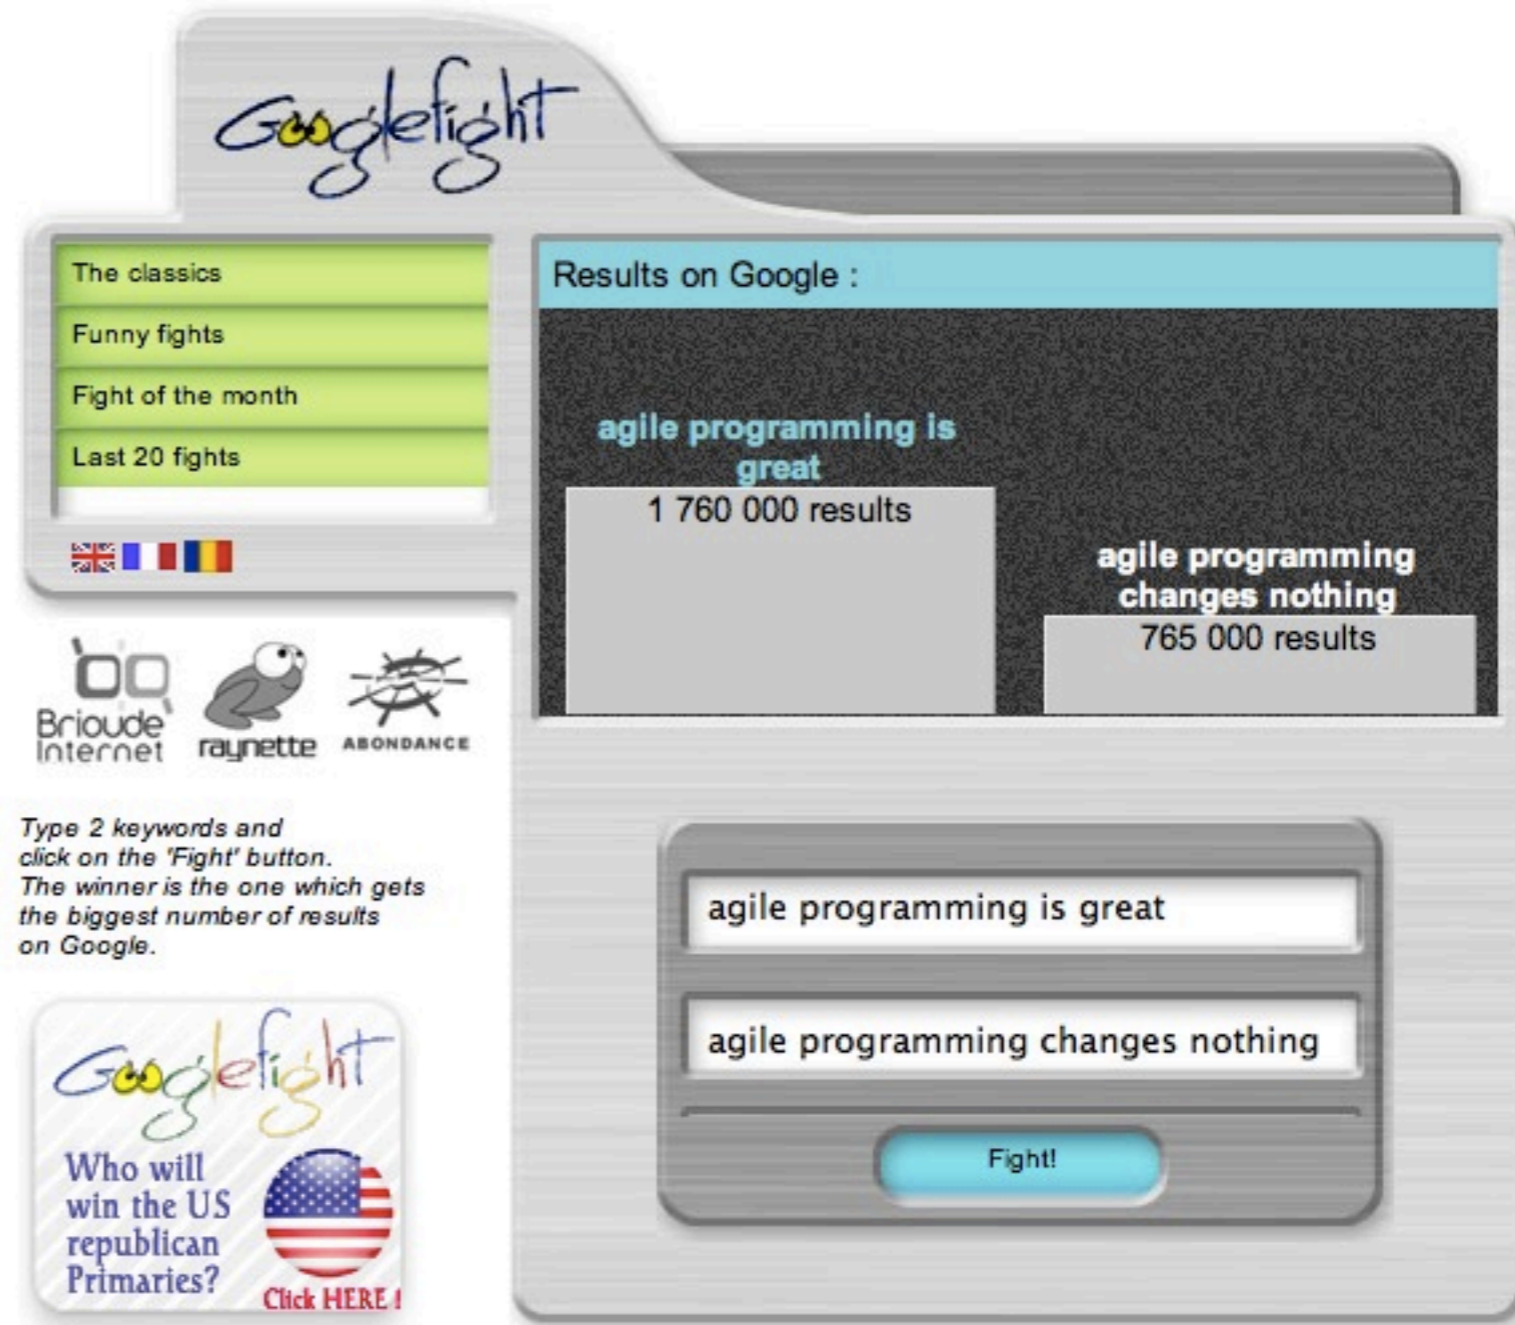 Googlefight
The classics
Funny fights
Fight of the month
Last 20 fights
Results on Google :
agile programming is
great
1 760 000 results
agile programming
changes nothing
765 000 results
Brioude
Internet
raynette
ABONDANCE
Type 2 keywords and
click on the 'Fight' button.
The winner is the one which gets
the biggest number of results
on Google.
agile programming is great
agile programming changes nothing
Fight!
Googlefight
Who will
win the US
republican
Primaries?
Click HERE !